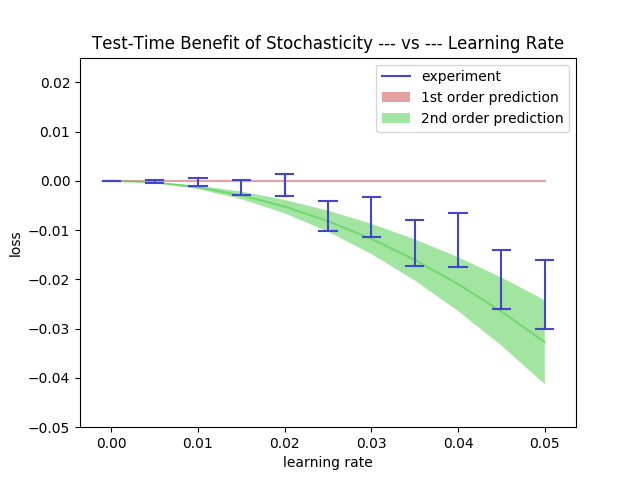 Test-Time Benefit of Stochasticity --- vs --- Learning Rate
experiment
1st order prediction
2nd order prediction
0.02
0.01
0.00
−0.01
−0.02
−0.03
−0.04
−0.05
loss
0.00 0.01 0.02 0.03 0.04 0.05
learning rate